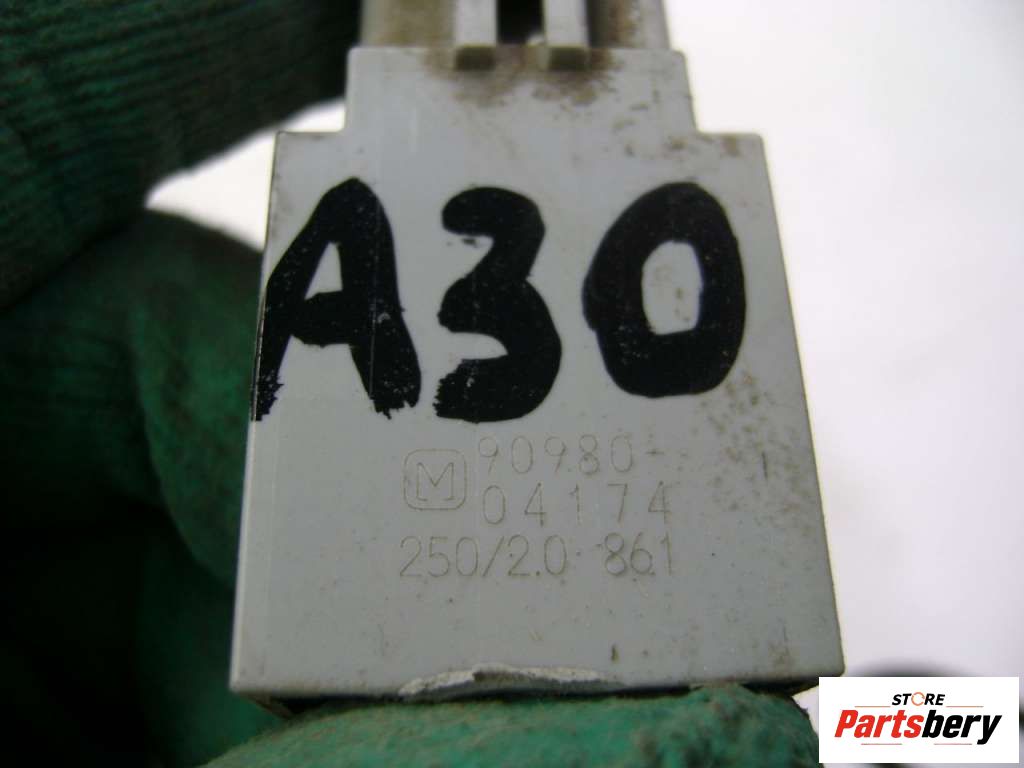 A30
M 90980-
04174
250/2.0 861
STORE
Partsbery